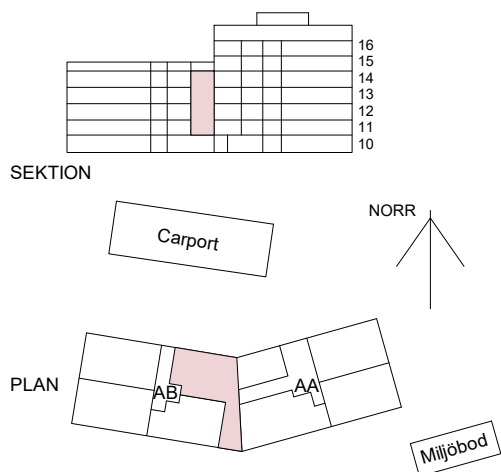 16
15
14
13
12
11
10
SEKTION
NORR
Carport
PLAN
AB
AA
Miljöbod